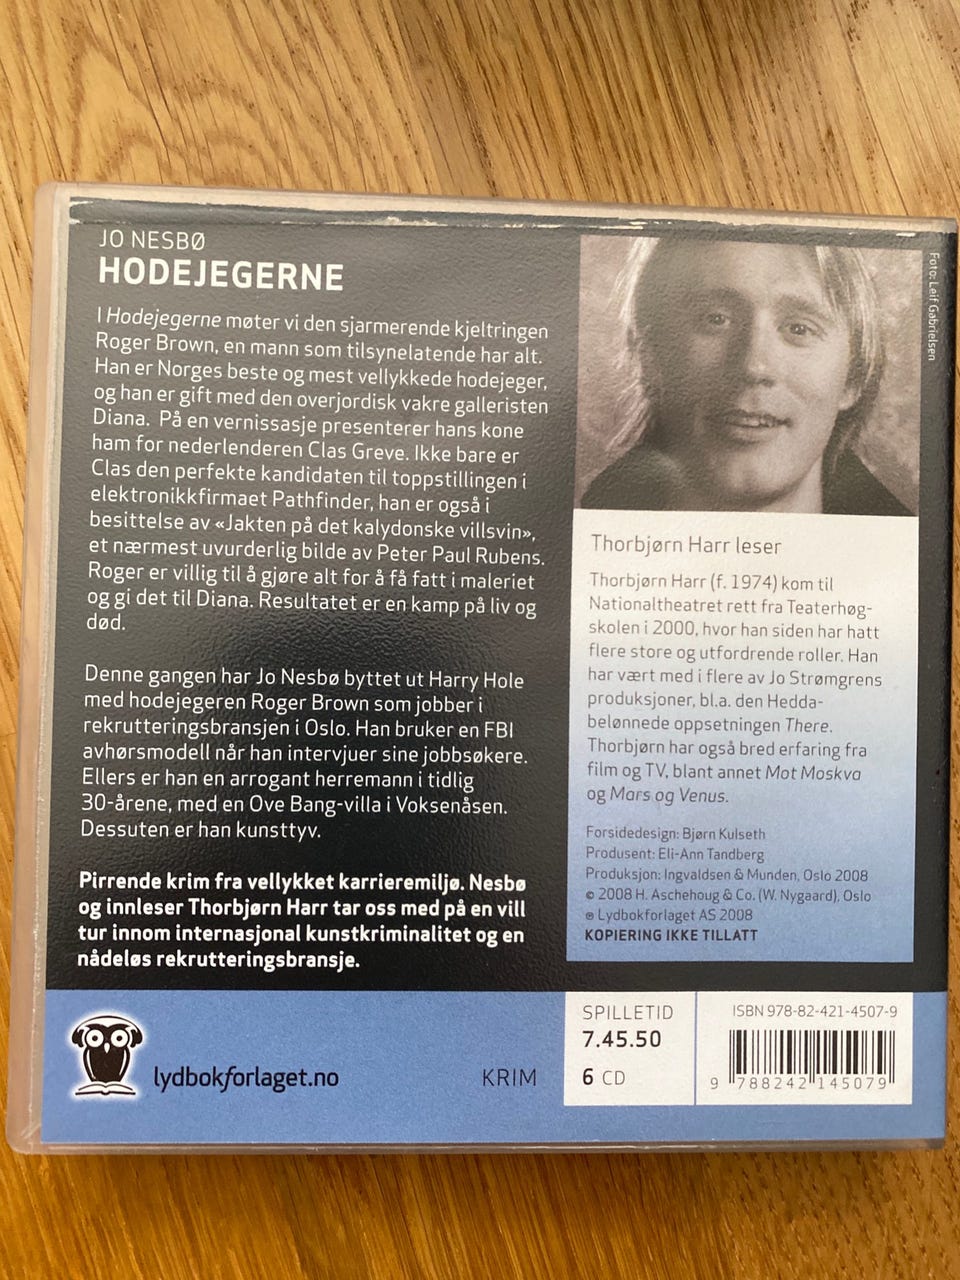 JO NESBØ
HODEJEGERNE
I Hodejegerne møter vi den sjarmerende kjeltringen
Roger Brown, en mann som tilsynelatende har alt.
Han er Norges beste og mest vellykkede hodejeger,
og han er gift med den overjordisk vakre galleristen
Diana. På en vernissasje presenterer hans kone
ham for nederlenderen Clas Greve. Ikke bare er
Clas den perfekte kandidaten til toppstillingen i
elektronikkfirmaet Pathfinder, han er også i
besittelse av «Jakten på det kalydonske villsvin»,
et nærmest uvurderlig bilde av Peter Paul Rubens.
Roger er villig til å gjøre alt for å få fatt i maleriet
og gi det til Diana. Resultatet er en kamp på liv og
død.
Denne gangen har Jo Nesbø byttet ut Harry Hole
med hodejegeren Roger Brown som jobber i
rekrutteringsbransjen i Oslo. Han bruker en FBI
avhørsmodell når han intervjuer sine jobbsøkere.
Ellers er han en arrogant herremann i tidlig
30-årene, med en Ove Bang-villa i Voksenåsen.
Dessuten er han kunsttyv.
Pirrende krim fra vellykket karrieremiljø. Nesbø
og innleser Thorbjørn Harr tar oss med på en vill
tur innom internasjonal kunstkriminalitet og en
nådeløs rekrutteringsbransje.
Foto: Leif Gabrielsen
Thorbjørn Harr leser
Thorbjørn Harr (f. 1974) kom til
Nationaltheatret rett fra Teaterhøg-
skolen i 2000, hvor han siden har hatt
flere store og utfordrende roller. Han
har vært med i flere av Jo Strømgrens
produksjoner, bl.a. den Hedda-
belønnede oppsetningen There.
Thorbjørn har også bred erfaring fra
film og TV, blant annet Mot Moskva
og Mars og Venus.
Forsidedesign: Bjørn Kulseth
Produsent: Eli-Ann Tandberg
Produksjon: Ingvaldsen & Munden, Oslo 2008
© 2008 H. Aschehoug & Co. (W. Nygaard), Oslo
℗ Lydbokforlaget AS 2008
KOPIERING IKKE TILLATT
lydbokforlaget.no
KRIM
SPILLETID
7.45.50
6 CD
ISBN 978-82-421-4507-9
9 788242 145079